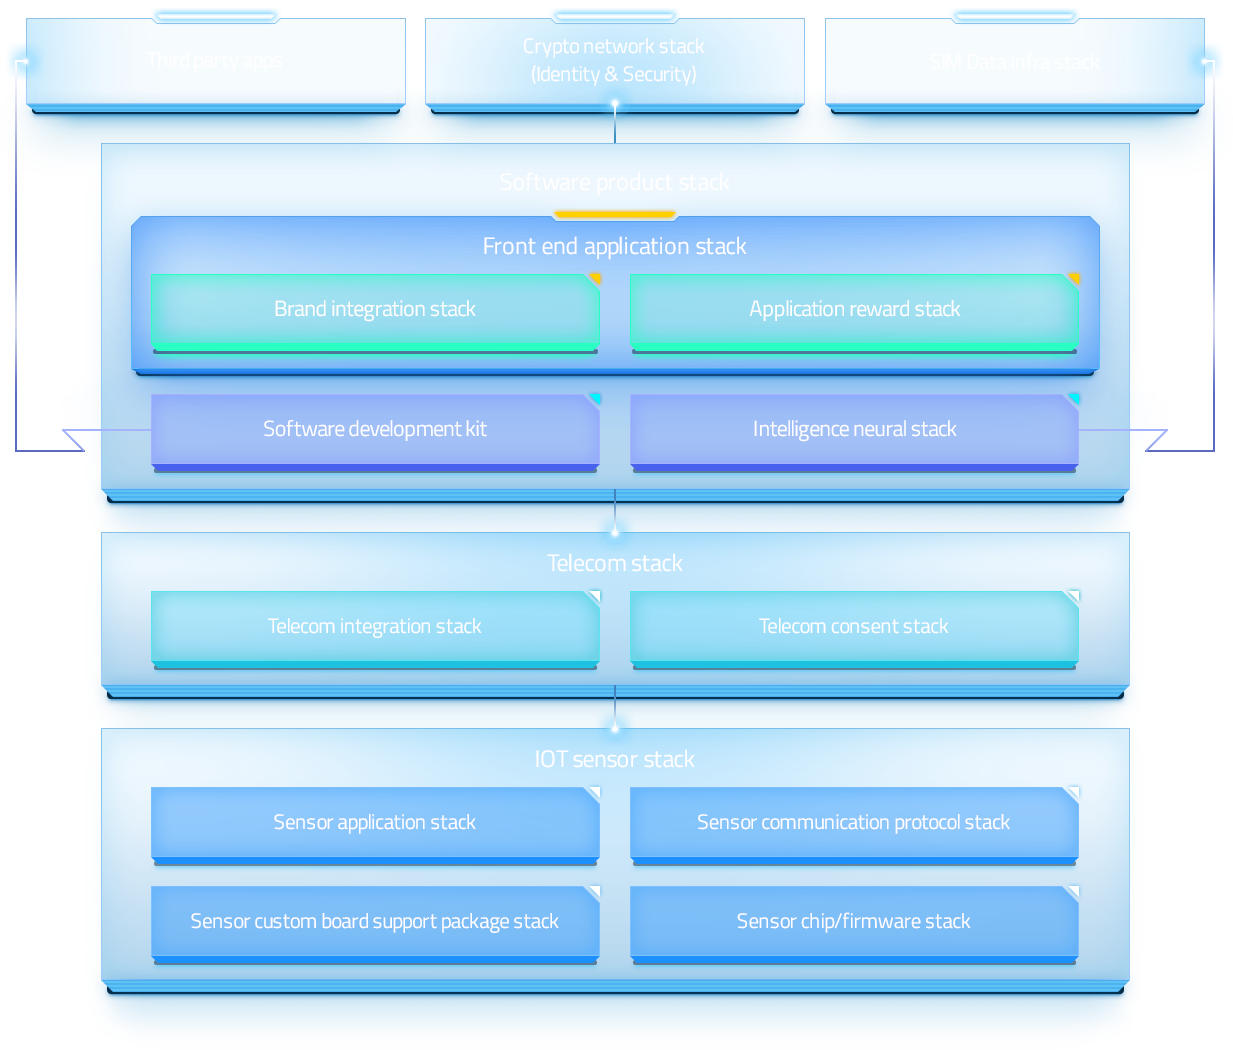 Third party apps
Crypto network stack
(Identity & Security)
SIM Data infra stack
Software product stack
Front end application stack
Brand integration stack
Application reward stack
Software development kit
Intelligence neural stack
Telecom stack
Telecom integration stack
Telecom consent stack
IOT sensor stack
Sensor application stack
Sensor communication protocol stack
Sensor custom board support package stack
Sensor chip/firmware stack